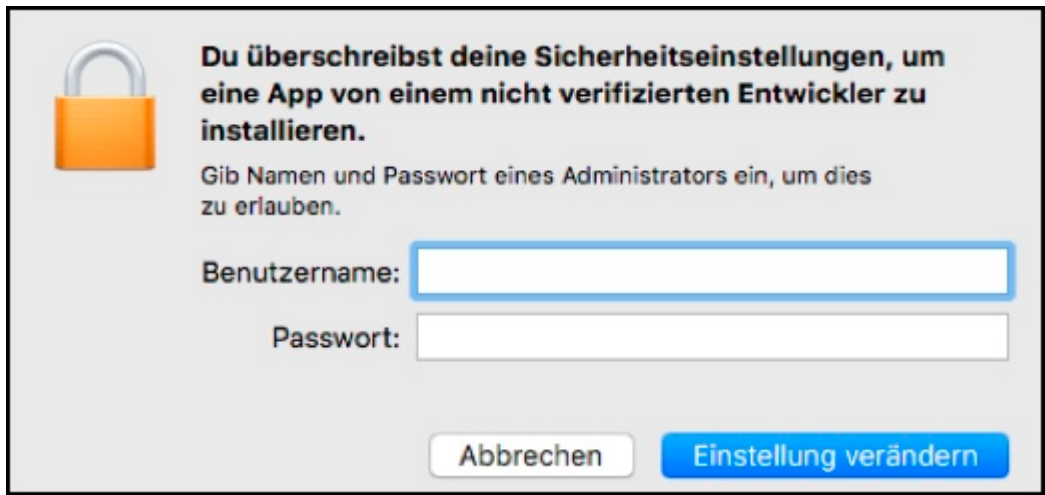 Du überschreibst deine Sicherheitseinstellungen, um
eine App von einem nicht verifizierten Entwickler zu
installieren.
Gib Namen und Passwort eines Administrators ein, um dies
zu erlauben.
Benutzername:
Passwort:
Abbrechen Einstellung verändern